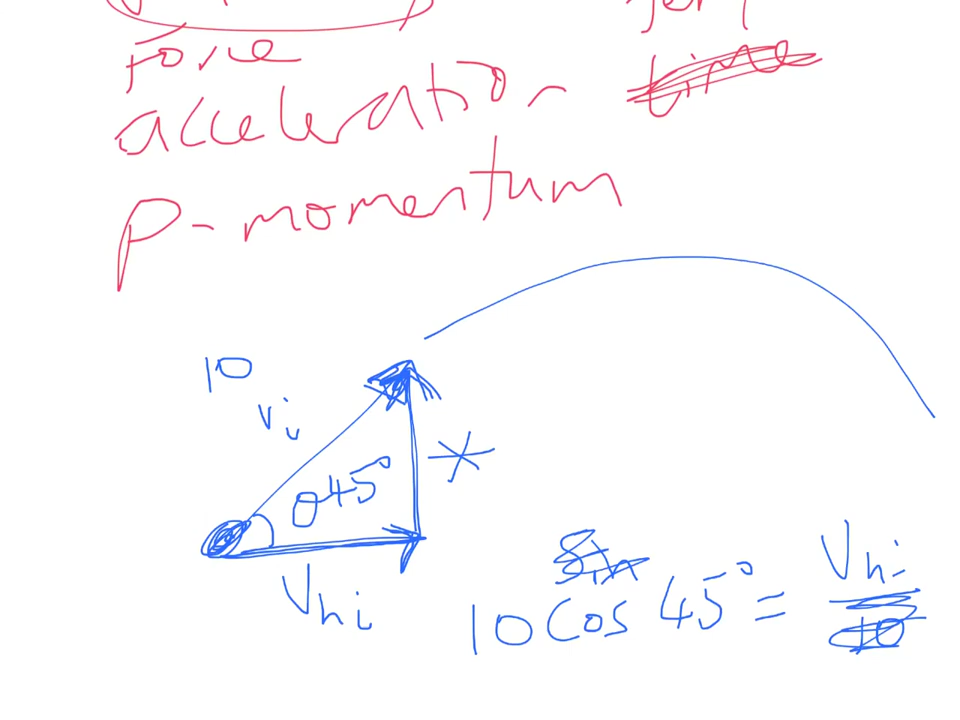 Force
acceleration
p-momentum
10
vi
θ 45°
Vhi
10 cos 45° = Vhi